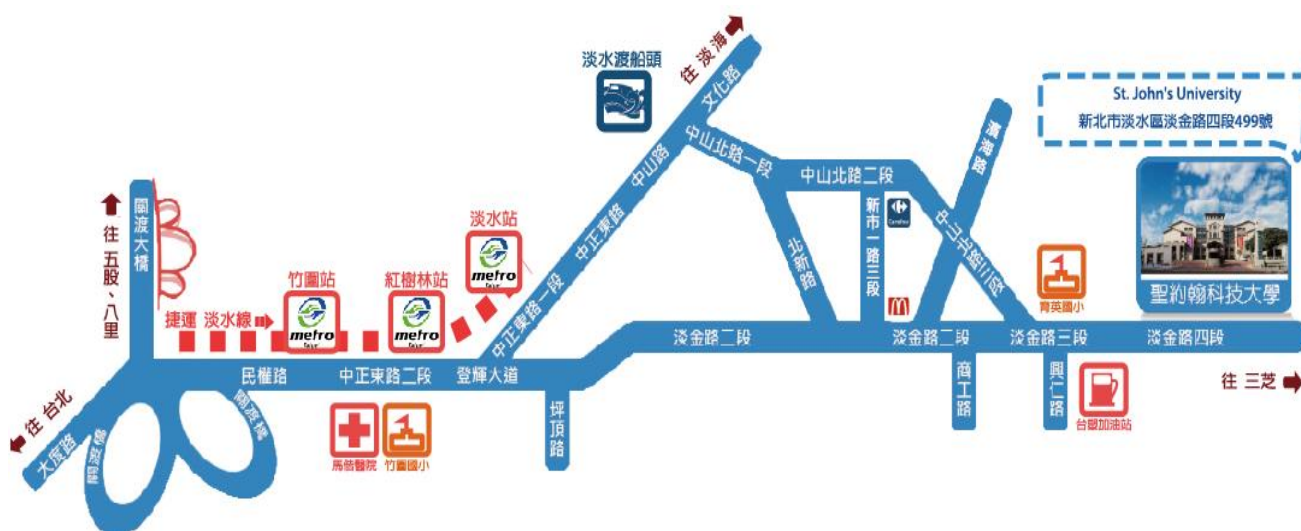 往 淡海
淡水渡船頭
文化路
St. John's University
新北市淡水區淡金路四段499號
中山北路一段
中山路
中山北路二段
關渡大橋
往 五股、八里
淡水站
metro
中正東路
新市一路三段
Carrefour
中山北路三段
北新路
竹圍站
metro
Taipei
紅樹林站
metro
Taipei
捷運 淡水線
中正東路一段
育英國小
聖約翰科技大學
淡金路二段
淡金路二段
淡金路三段
淡金路四段
民權路
中正東路二段
登輝大道
往 三芝
往 台北
大度路
關渡橋
關渡橋
坪頂路
商工路
興仁路
馬偕醫院
竹圍國小
台塑加油站